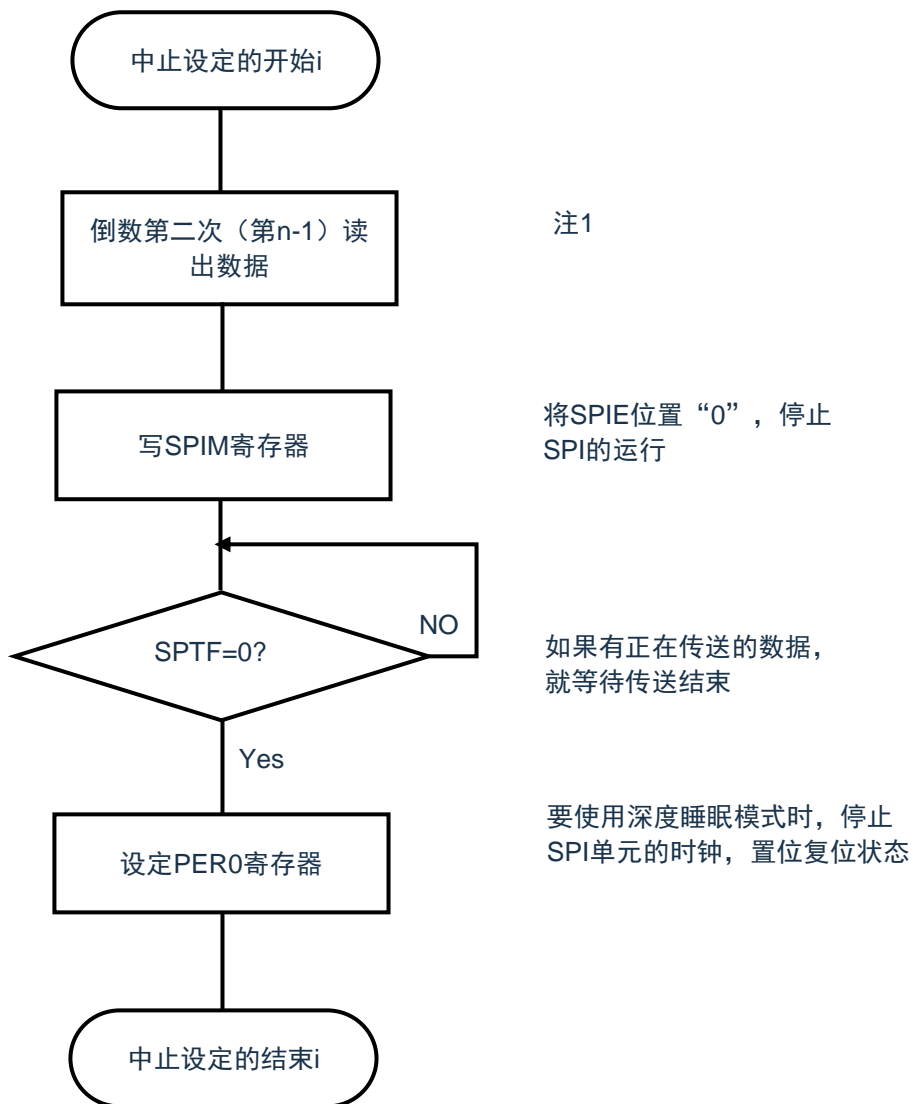 中止设定的开始i
倒数第二次（第n-1）读
出数据
注1
写SPIM寄存器
将SPIE位置“0”，停止
SPI的运行
NO
SPTF=0?
如果有正在传送的数据，
就等待传送结束
Yes
设定PER0寄存器
要使用深度睡眠模式时，停止
SPI单元的时钟，置位复位状态
中止设定的结束i